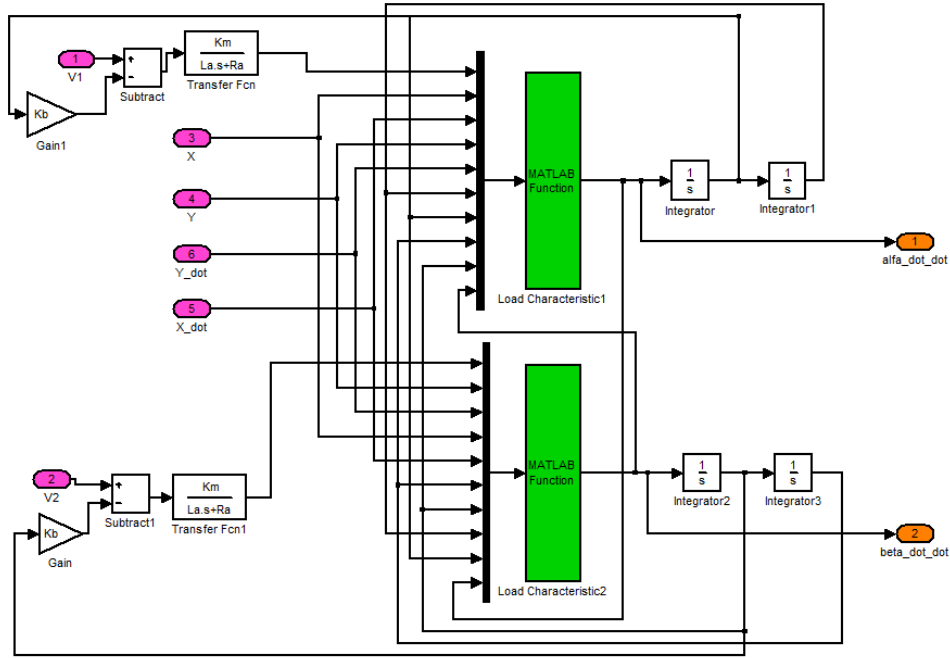 1
V1
+
−
Subtract
Km
La.s+Ra
Transfer Fcn
Kb
Gain1
3
X
4
Y
6
Y_dot
5
X_dot
MATLAB
Function
Load Characteristic1
1
s
Integrator
1
s
Integrator1
1
alfa_dot_dot
2
V2
+
−
Subtract1
Km
La.s+Ra
Transfer Fcn1
Kb
Gain
MATLAB
Function
Load Characteristic2
1
s
Integrator2
1
s
Integrator3
2
beta_dot_dot